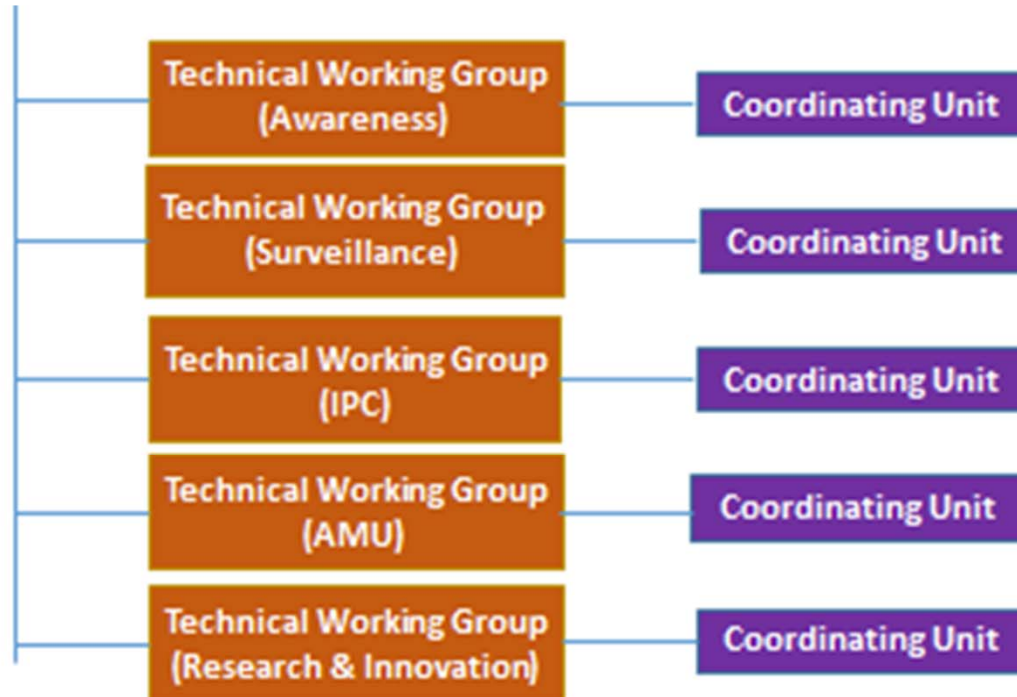 Technical Working Group
(Awareness)
Coordinating Unit
Technical Working Group
(Surveillance)
Coordinating Unit
Technical Working Group
(IPC)
Coordinating Unit
Technical Working Group
(AMU)
Coordinating Unit
Technical Working Group
(Research & Innovation)
Coordinating Unit